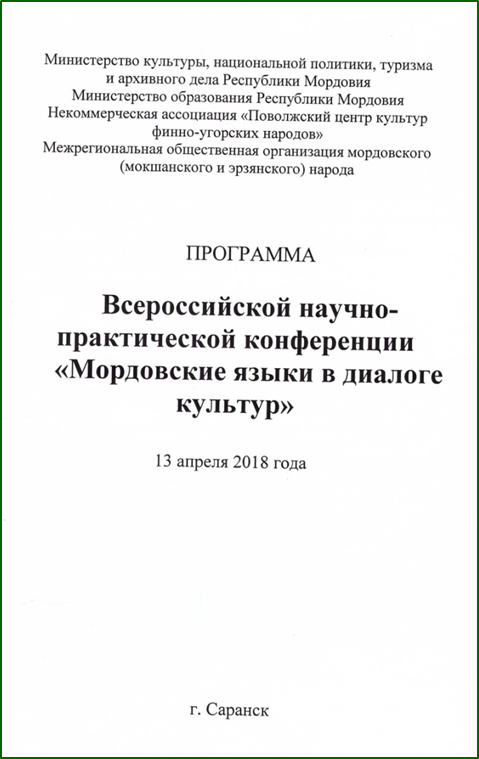 Министерство культуры, национальной политики, туризма
и архивного дела Республики Мордовия
Министерство образования Республики Мордовия
Некоммерческая ассоциация «Поволжский центр культур
финно-угорских народов»
Межрегиональная общественная организация мордовского
(мокшанского и эрзянского) народа
ПРОГРАММА
Всероссийской научно-
практической конференции
«Мордовские языки в диалоге
культур»
13 апреля 2018 года
г. Саранск